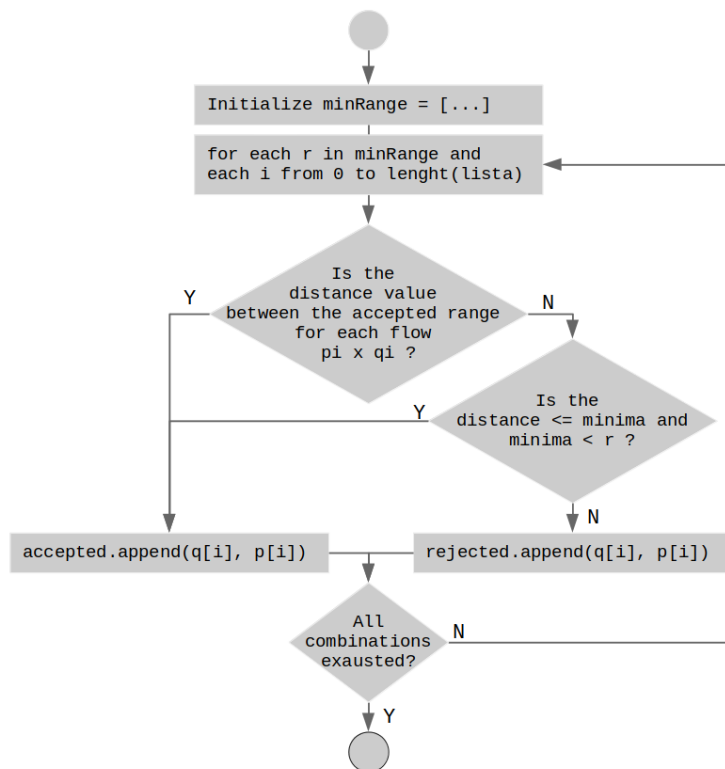 Initialize minRange = [...]
for each r in minRange and
each i from 0 to lenght(lista)
Is the
distance value
between the accepted range
for each flow
pi x qi ?
Y
N
Is the
distance <= minima and
minima < r ?
Y
N
accepted.append(q[i], p[i])
rejected.append(q[i], p[i])
All
combinations
exausted?
N
Y